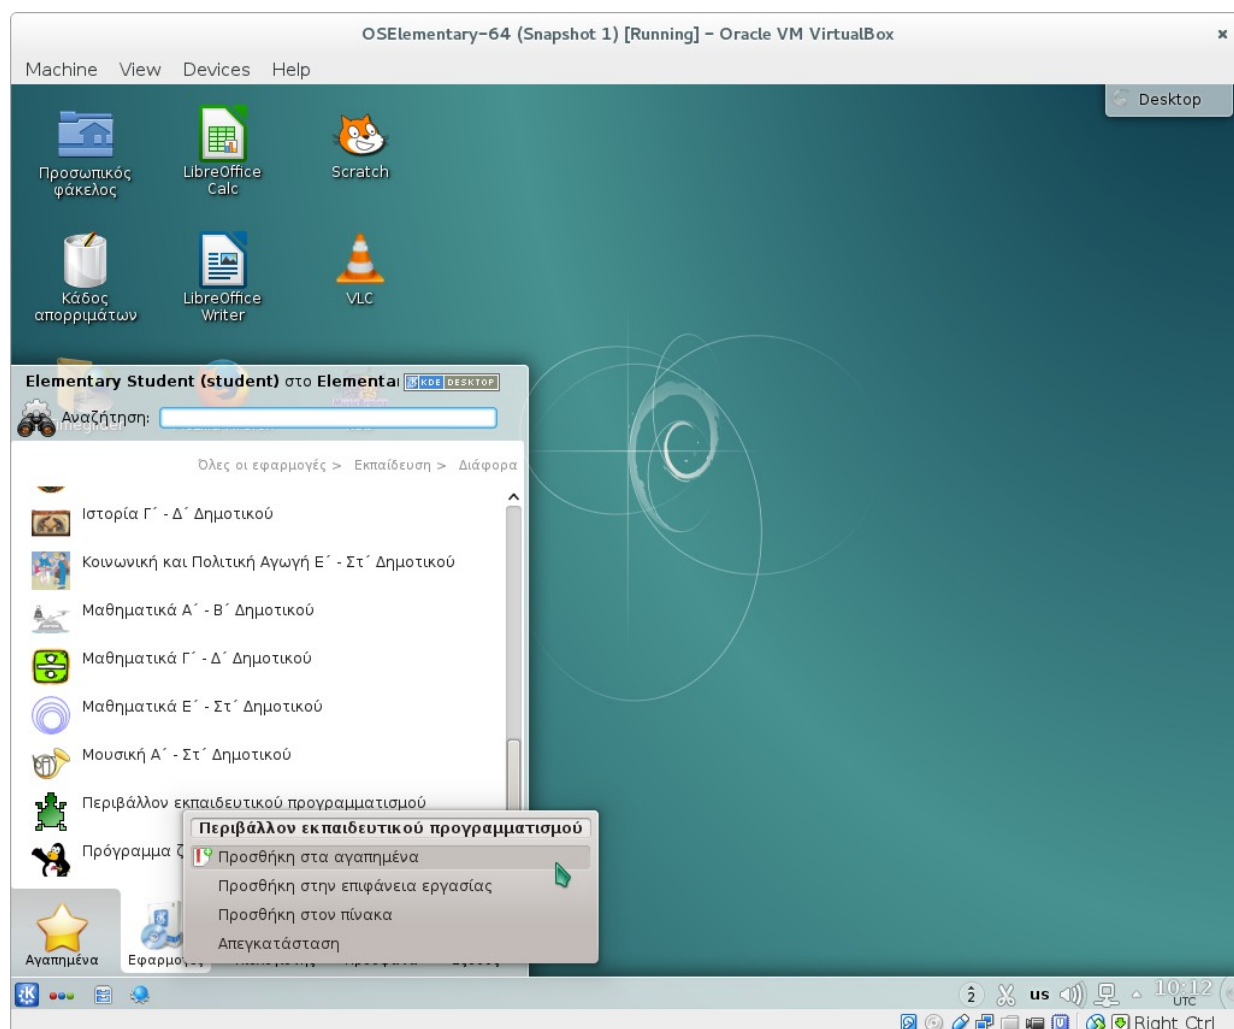 OSElementary-64 (Snapshot 1) [Running] - Oracle VM VirtualBox
Machine View Devices Help
Desktop
Προσωπικός
φάκελος
LibreOffice
Calc
Scratch
Κάδος
απορριμάτων
LibreOffice
Writer
VLC
Elementary Student (student) στο Elementa
KDE DESKTOP
Αναζήτηση:
Όλες οι εφαρμογές > Εκπαίδευση > Διάφορα
Ιστορία Γ΄ - Δ΄ Δημοτικού
Κοινωνική και Πολιτική Αγωγή Ε΄ - Στ΄ Δημοτικού
Μαθηματικά Α΄ - Β΄ Δημοτικού
Μαθηματικά Γ΄ - Δ΄ Δημοτικού
Μαθηματικά Ε΄ - Στ΄ Δημοτικού
Μουσική Α΄ - Στ΄ Δημοτικού
Περιβάλλον εκπαιδευτικού προγραμματισμού
Πρόγραμμα
Περιβάλλον εκπαιδευτικού προγραμματισμού
Προσθήκη στα αγαπημένα
Προσθήκη στην επιφάνεια εργασίας
Προσθήκη στον πίνακα
Απεγκατάσταση
Αγαπημένα
2
us
10:12
UTC
Right Ctrl